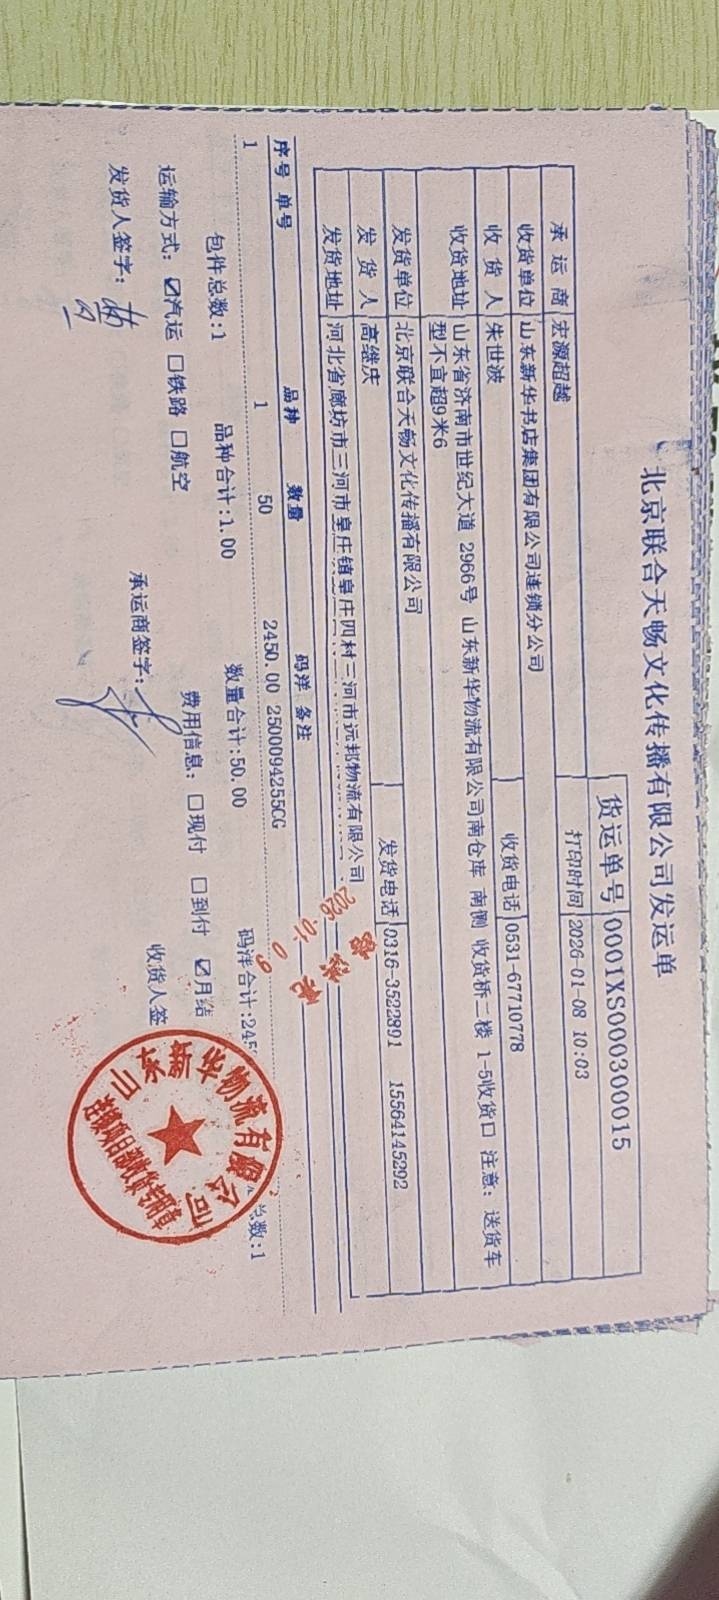 北京联合天畅文化传播有限公司发运单
货运单号 0001XS000300015
承运商 宏源超越 打印时间 2026-01-08 10:03
收货单位 山东新华书店集团有限公司连锁分公司
收货人 朱世波 收货电话 0531-67710778
收货地址 山东省济南市世纪大道 2966号 山东新华物流有限公司南仓库 南侧 收货桥二楼 1-5收货口 注意：送货车
型不宜超9米6
发货单位 北京联合天畅文化传播有限公司
发货人 高继庆 发货电话 0316-3522891 15564145292
发货地址 河北省廊坊市三河市皇庄镇皇庄四村三河市远邦物流有限公司
序号 单号 品种 数量 码洋 备注
1 1 50 2450.00 2500094255CG
包件总数:1 品种合计:1.00 数量合计:50.00 码洋合计:245
总数:1
运输方式：☑汽运 □铁路 □航空 费用信息：□现付 □到付 ☑月结
发货人签字： 承运商签字： 收货人签
2026-01-09
山东新华物流有限公司